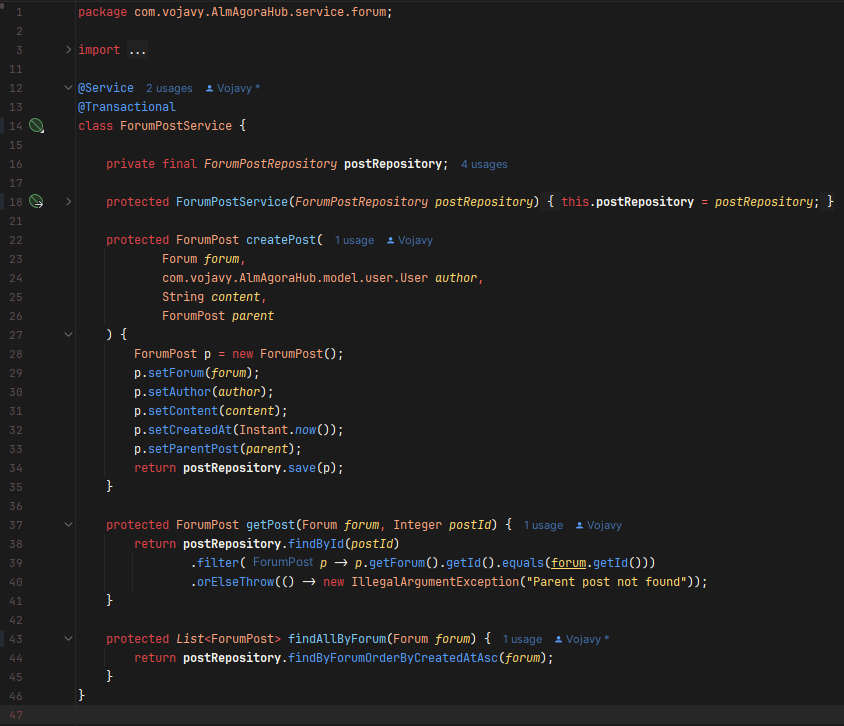 1 package com.vojavy.AlmAgoraHub.service.forum;
2
3 import ...
11
12 @Service 2 usages Vojavy *
13 @Transactional
14 class ForumPostService {
15
16 private final ForumPostRepository postRepository; 4 usages
17
18 protected ForumPostService(ForumPostRepository postRepository) { this.postRepository = postRepository; }
21
22 protected ForumPost createPost( 1 usage Vojavy
23 Forum forum,
24 com.vojavy.AlmAgoraHub.model.user.User author,
25 String content,
26 ForumPost parent
27 ) {
28 ForumPost p = new ForumPost();
29 p.setForum(forum);
30 p.setAuthor(author);
31 p.setContent(content);
32 p.setCreatedAt(Instant.now());
33 p.setParentPost(parent);
34 return postRepository.save(p);
35 }
36
37 protected ForumPost getPost(Forum forum, Integer postId) { 1 usage Vojavy
38 return postRepository.findById(postId)
39 .filter( ForumPost p -> p.getForum().getId().equals(forum.getId()))
40 .orElseThrow(() -> new IllegalArgumentException("Parent post not found"));
41 }
42
43 protected List<ForumPost> findAllByForum(Forum forum) { 1 usage Vojavy *
44 return postRepository.findByForumOrderByCreatedAtAsc(forum);
45 }
46 }
47